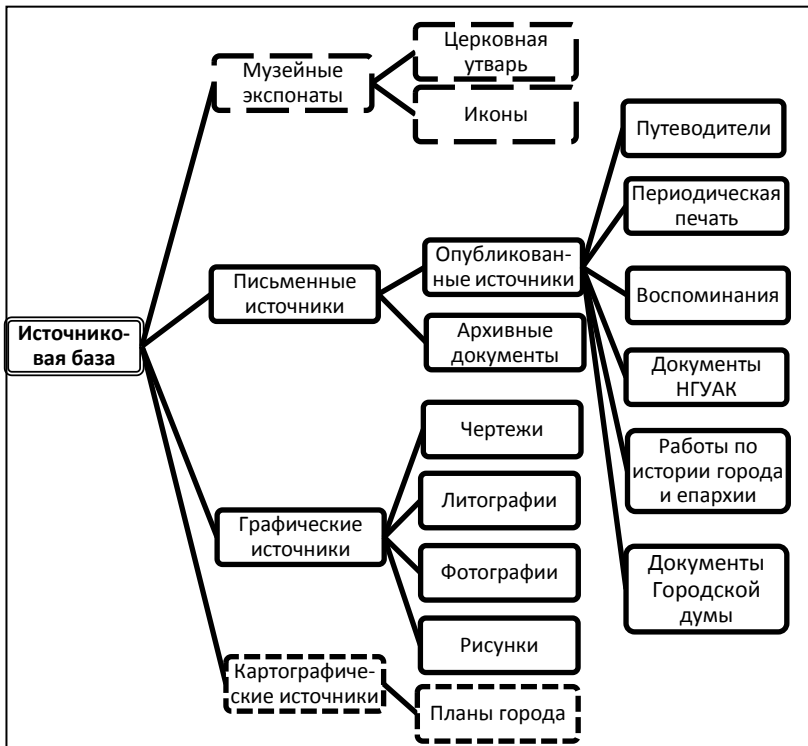 Источнико-
вая база
Музейные
экспонаты
Церковная
утварь
Иконы
Письменные
источники
Опубликован-
ные источники
Архивные
документы
Путеводители
Периодическая
печать
Воспоминания
Документы
НГУАК
Работы по
истории города
и епархии
Документы
Городской
думы
Графические
источники
Чертежи
Литографии
Фотографии
Рисунки
Картографиче-
ские источники
Планы города